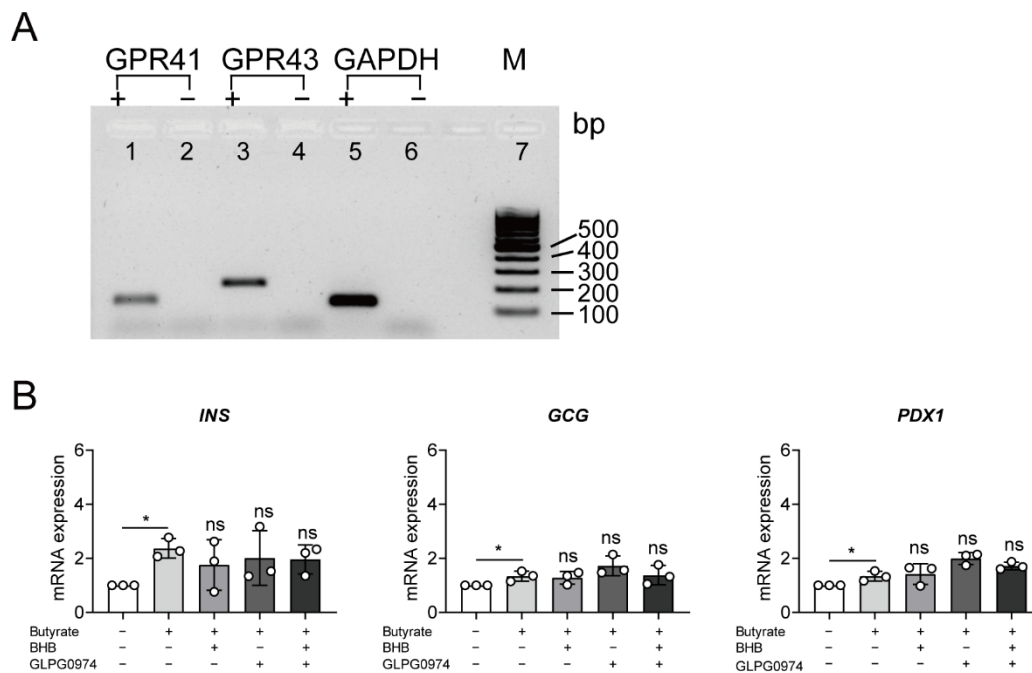 A
GPR41 GPR43 GAPDH M
+ − + − + −
bp
1 2 3 4 5 6 7
500
400
300
200
100
B
INS
mRNA expression
6
4
2
0
* ns ns ns
Butyrate − + + + +
BHB − − + − +
GLPG0974 − − − + +
GCG
mRNA expression
6
4
2
0
* ns ns ns
Butyrate − + + + +
BHB − − + − +
GLPG0974 − − − + +
PDX1
mRNA expression
6
4
2
0
* ns ns ns
Butyrate − + + + +
BHB − − + − +
GLPG0974 − − − + +